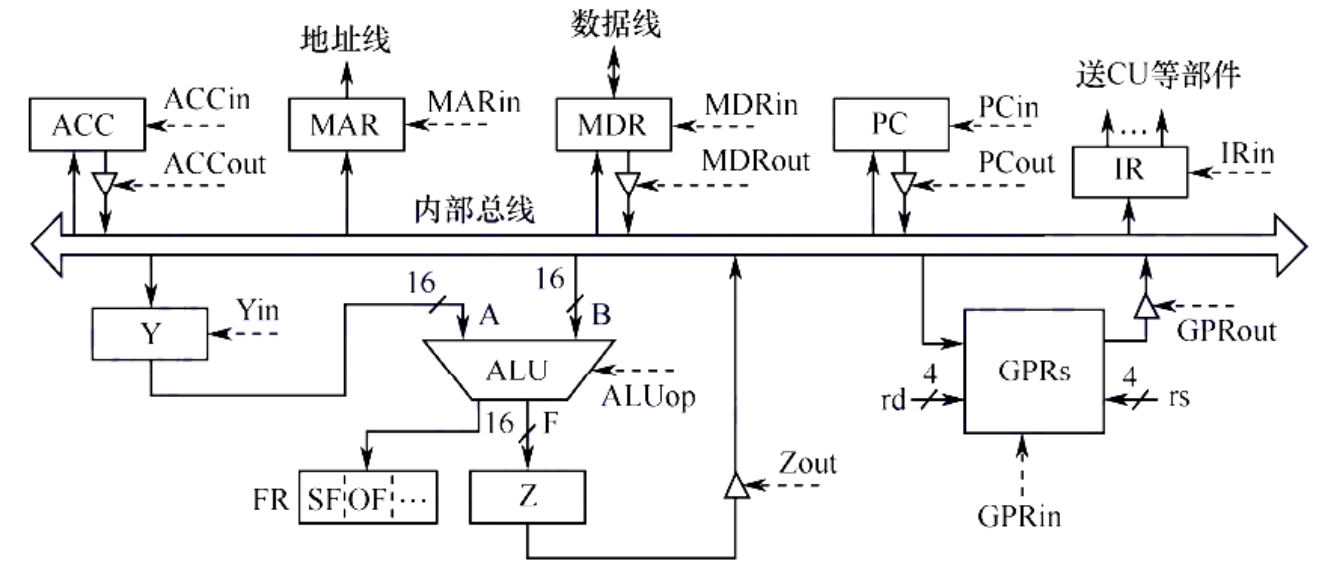 地址线
数据线
送CU等部件
ACC
ACCin
ACCout
MAR
MARin
MDR
MDRin
MDRout
PC
PCin
PCout
...
IR
IRin
内部总线
Y
Yin
16
A
16
B
ALU
ALUop
16
F
FR
SF
OF
...
Z
Zout
GPRs
GPRout
4
rd
4
rs
GPRin